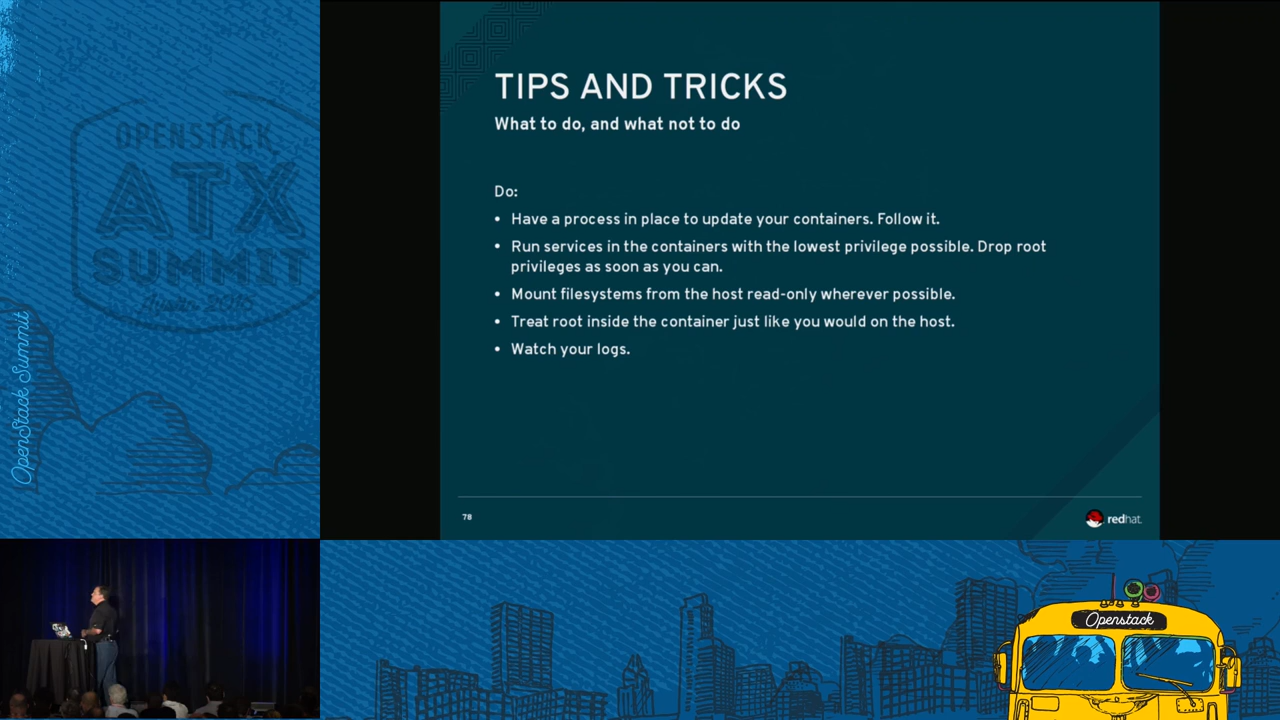 OPENSTACK
ATX
SUMMIT
Austin 2016
OpenStack Summit
TIPS AND TRICKS
What to do, and what not to do
Do:
• Have a process in place to update your containers. Follow it.
• Run services in the containers with the lowest privilege possible. Drop root
privileges as soon as you can.
• Mount filesystems from the host read-only wherever possible.
• Treat root inside the container just like you would on the host.
• Watch your logs.
78
redhat.
Openstack